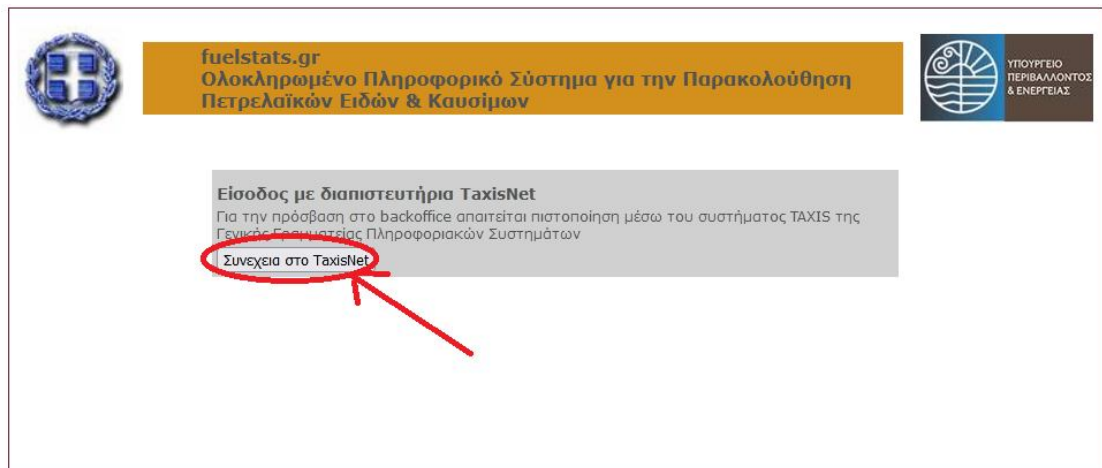 fuelstats.gr
Ολοκληρωμένο Πληροφορικό Σύστημα για την Παρακολούθηση
Πετρελαϊκών Ειδών & Καυσίμων
ΥΠΟΥΡΓΕΙΟ
ΠΕΡΙΒΑΛΛΟΝΤΟΣ
& ΕΝΕΡΓΕΙΑΣ
Είσοδος με διαπιστευτήρια TaxisNet
Για την πρόσβαση στο backoffice απαιτείται πιστοποίηση μέσω του συστήματος TAXIS της
Γενικής Γραμματείας Πληροφοριακών Συστημάτων
Συνεχεια στο TaxisNet